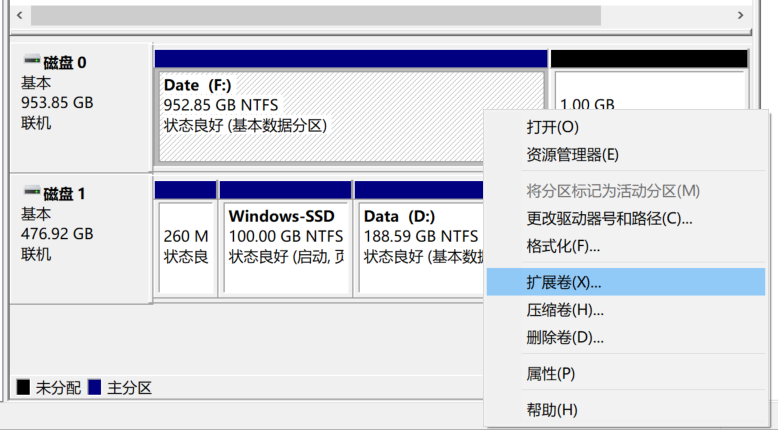 磁盘 0
基本
953.85 GB
联机
Date (F:)
952.85 GB NTFS
状态良好 (基本数据分区)
1.00 GB
磁盘 1
基本
476.92 GB
联机
260 M
状态良
Windows-SSD
100.00 GB NTFS
状态良好 (启动, 页
Data (D:)
188.59 GB NTFS
状态良好 (基本数据
打开(O)
资源管理器(E)
将分区标记为活动分区(M)
更改驱动器号和路径(C)...
格式化(F)...
扩展卷(X)...
压缩卷(H)...
删除卷(D)...
属性(P)
帮助(H)
未分配 主分区